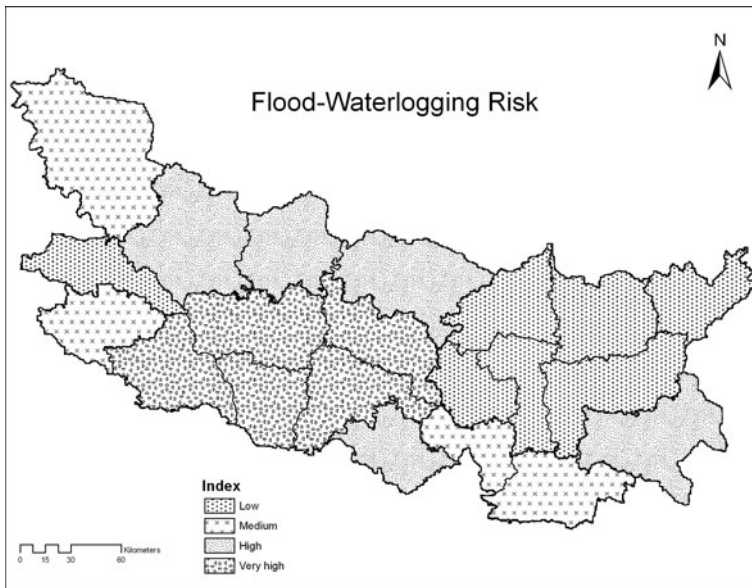 N
Flood-Waterlogging Risk
Index
Low
Medium
High
Very high
Kilometers
0 15 30 60